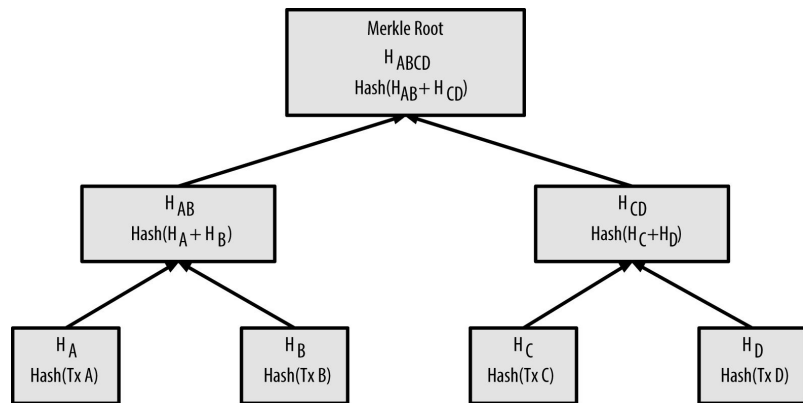 Merkle Root
H ABCD
Hash(H AB + H CD)
H AB
Hash(H A + H B)
H CD
Hash(H C+H D)
H A
Hash(Tx A)
H B
Hash(Tx B)
H C
Hash(Tx C)
H D
Hash(Tx D)